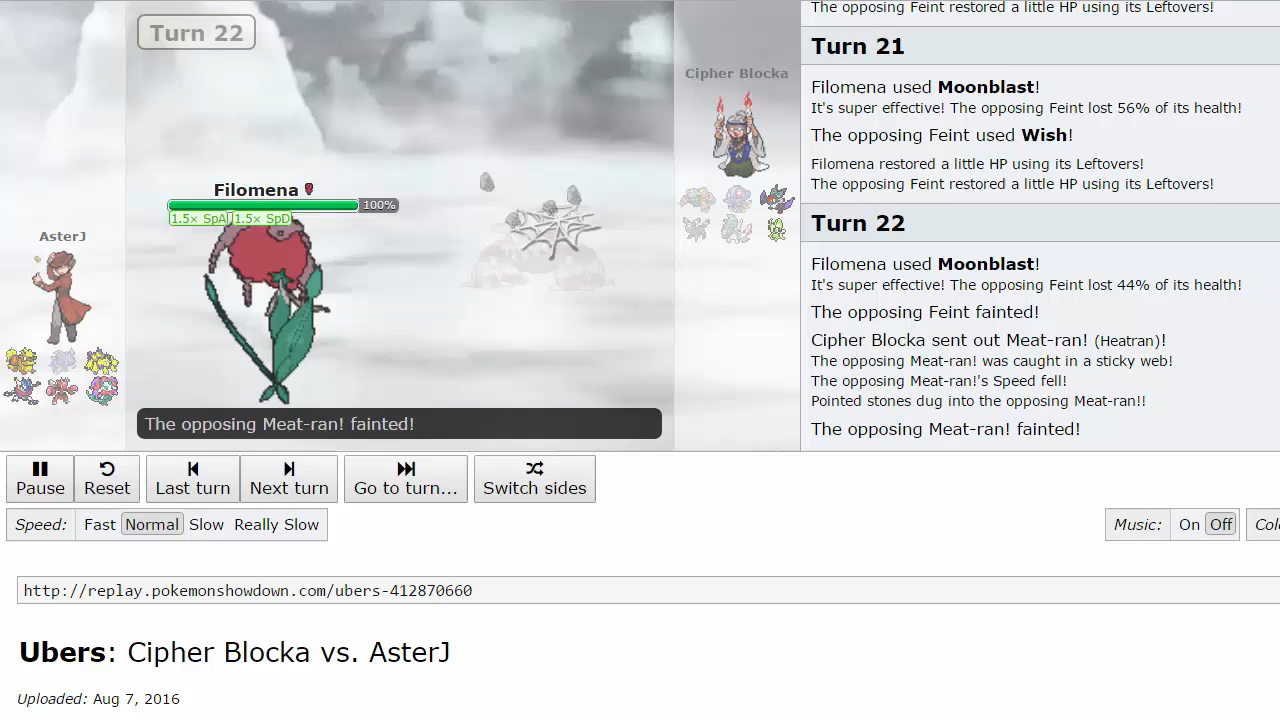 The opposing Feint restored a little HP using its Leftovers!
Turn 22
Turn 21
Cipher Blocka
Filomena used Moonblast!
It's super effective! The opposing Feint lost 56% of its health!
The opposing Feint used Wish!
Filomena restored a little HP using its Leftovers!
The opposing Feint restored a little HP using its Leftovers!
Filomena
100%
1.5× SpA 1.5× SpD
Turn 22
AsterJ
Filomena used Moonblast!
It's super effective! The opposing Feint lost 44% of its health!
The opposing Feint fainted!
Cipher Blocka sent out Meat-ran! (Heatran)!
The opposing Meat-ran! was caught in a sticky web!
The opposing Meat-ran!'s Speed fell!
Pointed stones dug into the opposing Meat-ran!!
The opposing Meat-ran! fainted!
The opposing Meat-ran! fainted!
Pause Reset Last turn Next turn Go to turn... Switch sides
Speed: Fast Normal Slow Really Slow
Music: On Off
http://replay.pokemonshowdown.com/ubers-412870660
Ubers: Cipher Blocka vs. AsterJ
Uploaded: Aug 7, 2016